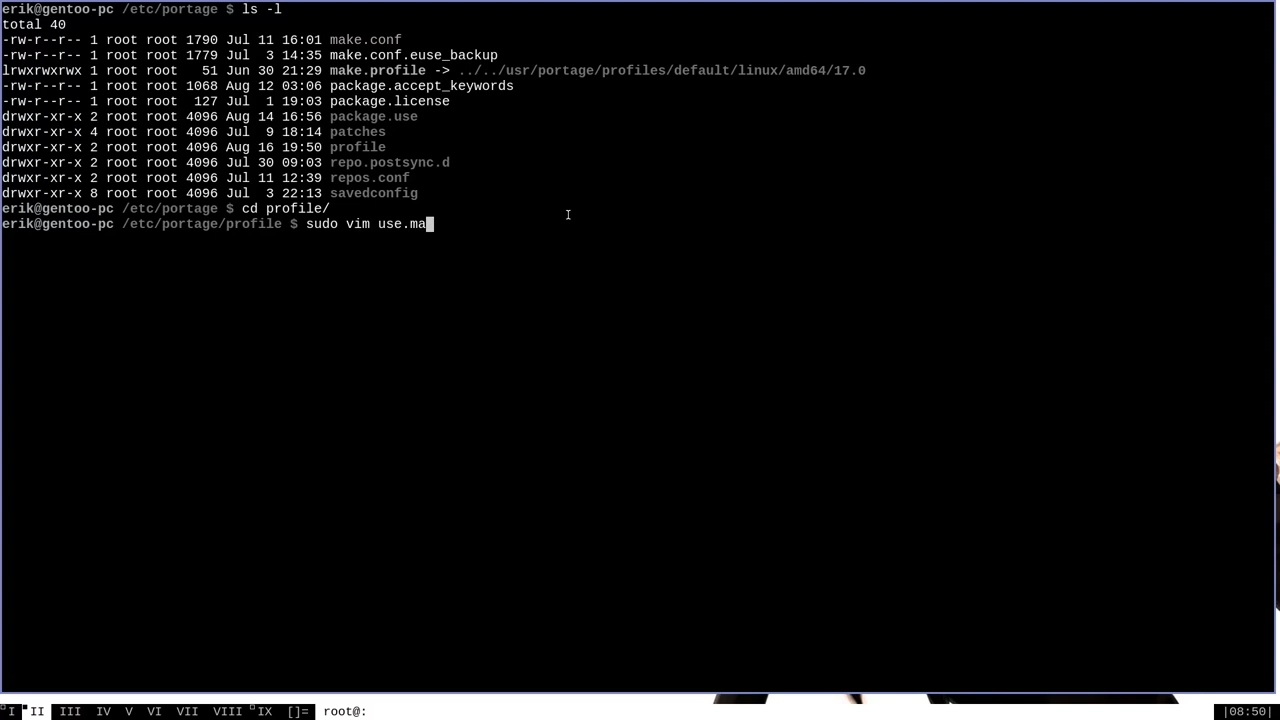 erik@gentoo-pc /etc/portage $ ls -l
total 40
-rw-r--r-- 1 root root 1790 Jul 11 16:01 make.conf
-rw-r--r-- 1 root root 1779 Jul  3 14:35 make.conf.euse_backup
lrwxrwxrwx 1 root root   51 Jun 30 21:29 make.profile -> ../../usr/portage/profiles/default/linux/amd64/17.0
-rw-r--r-- 1 root root 1068 Aug 12 03:06 package.accept_keywords
-rw-r--r-- 1 root root  127 Jul  1 19:03 package.license
drwxr-xr-x 2 root root 4096 Aug 14 16:56 package.use
drwxr-xr-x 4 root root 4096 Jul  9 18:14 patches
drwxr-xr-x 2 root root 4096 Aug 16 19:50 profile
drwxr-xr-x 2 root root 4096 Jul 30 09:03 repo.postsync.d
drwxr-xr-x 2 root root 4096 Jul 11 12:39 repos.conf
drwxr-xr-x 8 root root 4096 Jul  3 22:13 savedconfig
erik@gentoo-pc /etc/portage $ cd profile/
erik@gentoo-pc /etc/portage/profile $ sudo vim use.ma
I II III IV V VI VII VIII IX []= root@: |08:50|